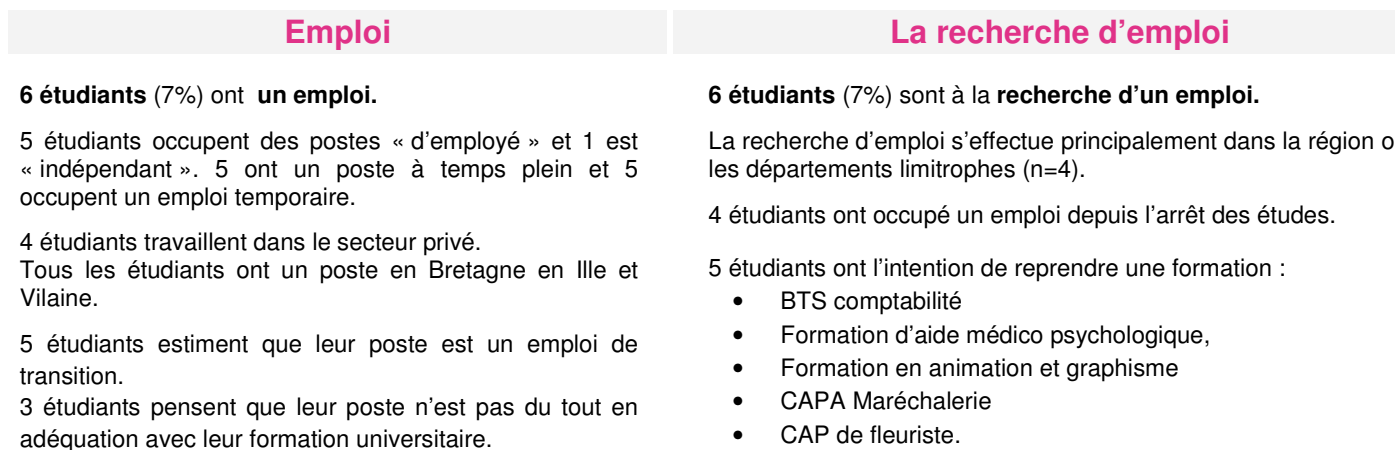 Emploi
6 étudiants (7%) ont un emploi.
5 étudiants occupent des postes « d'employé » et 1 est
« indépendant ». 5 ont un poste à temps plein et 5
occupent un emploi temporaire.
4 étudiants travaillent dans le secteur privé.
Tous les étudiants ont un poste en Bretagne en Ille et
Vilaine.
5 étudiants estiment que leur poste est un emploi de
transition.
3 étudiants pensent que leur poste n'est pas du tout en
adéquation avec leur formation universitaire.
La recherche d'emploi
6 étudiants (7%) sont à la recherche d'un emploi.
La recherche d'emploi s'effectue principalement dans la région
les départements limitrophes (n=4).
4 étudiants ont occupé un emploi depuis l'arrêt des études.
5 étudiants ont l'intention de reprendre une formation :
• BTS comptabilité
• Formation d'aide médico psychologique,
• Formation en animation et graphisme
• CAPA Maréchalerie
• CAP de fleuriste.